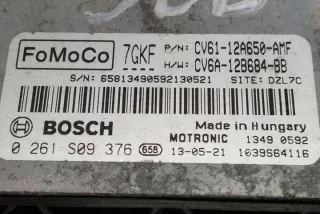 FoMoCo 7GKF P/N: CV61-12A650-AMF
H/W: CV6A-12B684-BB
S/N: 65813490592130521 SITE: DZL7C
BOSCH Made in Hungary
MOTRONIC 1349 0592
0 261 S09 376 658 13-05-21 1039S64116